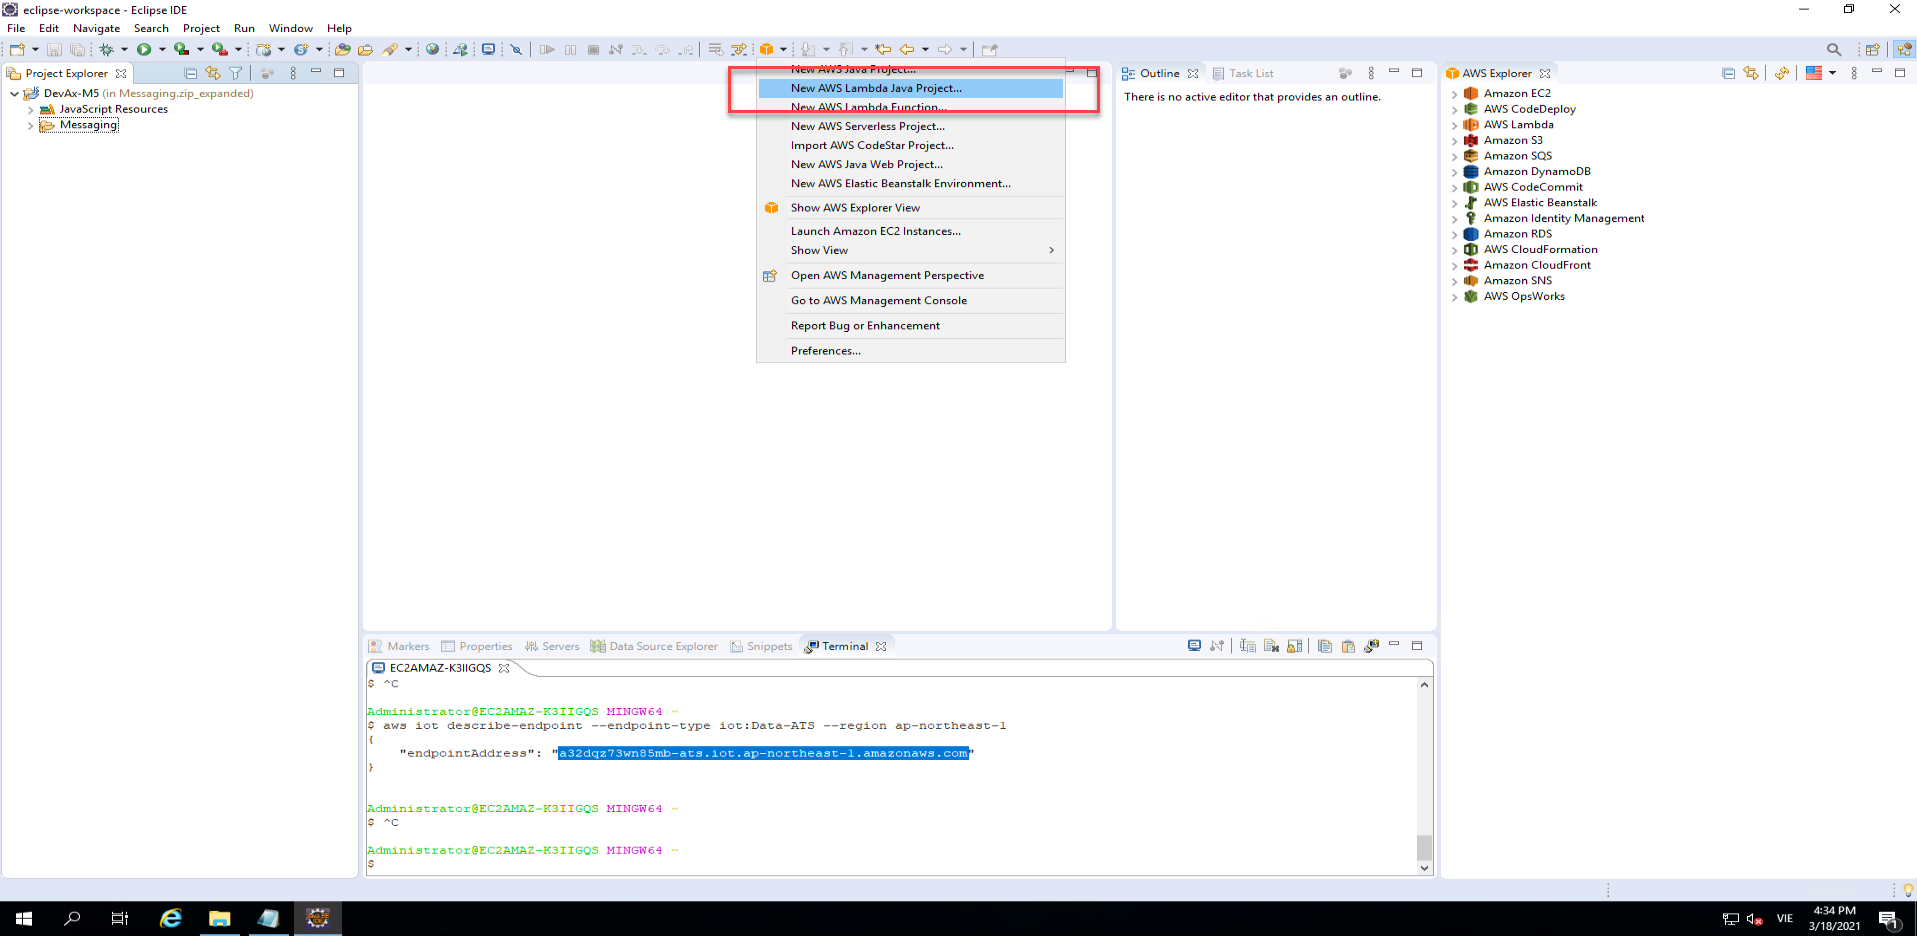 eclipse-workspace - Eclipse IDE
File Edit Navigate Search Project Run Window Help
Project Explorer
DevAx-M5 (in Messaging.zip_expanded)
JavaScript Resources
Messaging
New AWS Java Project...
New AWS Lambda Java Project...
New AWS Lambda Function...
New AWS Serverless Project...
Import AWS CodeStar Project...
New AWS Java Web Project...
New AWS Elastic Beanstalk Environment...
Show AWS Explorer View
Launch Amazon EC2 Instances...
Show View
Open AWS Management Perspective
Go to AWS Management Console
Report Bug or Enhancement
Preferences...
Outline Task List
There is no active editor that provides an outline.
AWS Explorer
Amazon EC2
AWS CodeDeploy
AWS Lambda
Amazon S3
Amazon SQS
Amazon DynamoDB
AWS CodeCommit
AWS Elastic Beanstalk
Amazon Identity Management
Amazon RDS
AWS CloudFormation
Amazon CloudFront
Amazon SNS
AWS OpsWorks
Markers Properties Servers Data Source Explorer Snippets Terminal
EC2AMAZ-K3IIGQS
$ ^C
Administrator@EC2AMAZ-K3IIGQS MINGW64 ~
$ aws iot describe-endpoint --endpoint-type iot:Data-ATS --region ap-northeast-1
{
"endpointAddress": "a32dqz73wn85mb-ats.iot.ap-northeast-1.amazonaws.com"
}
Administrator@EC2AMAZ-K3IIGQS MINGW64 ~
$ ^C
Administrator@EC2AMAZ-K3IIGQS MINGW64 ~
$
VIE
4:34 PM
3/18/2021
1